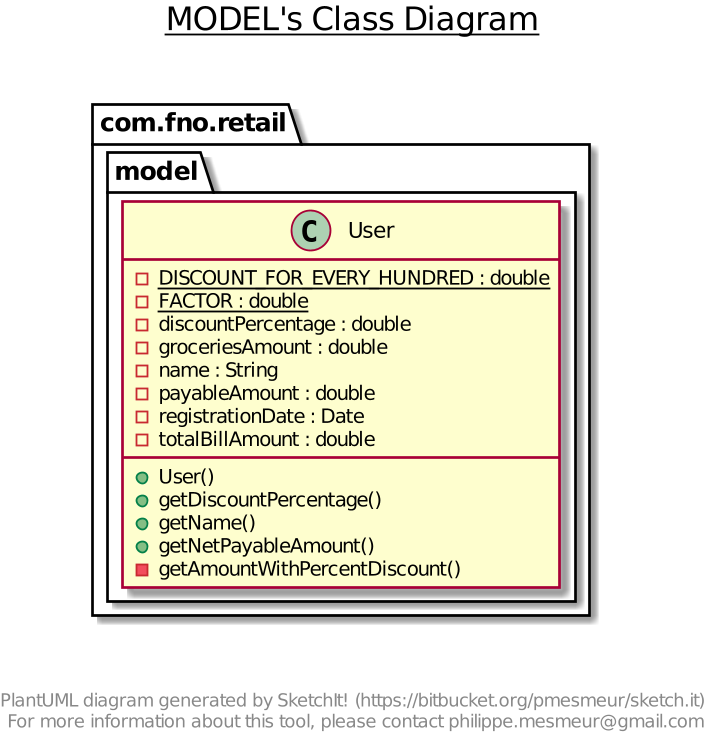 MODEL's Class Diagram
com.fno.retail
model
C User
DISCOUNT_FOR_EVERY_HUNDRED : double
FACTOR : double
discountPercentage : double
groceriesAmount : double
name : String
payableAmount : double
registrationDate : Date
totalBillAmount : double
User()
getDiscountPercentage()
getName()
getNetPayableAmount()
getAmountWithPercentDiscount()
PlantUML diagram generated by SketchIt! (https://bitbucket.org/pmesmeur/sketch.it)
For more information about this tool, please contact philippe.mesmeur@gmail.com